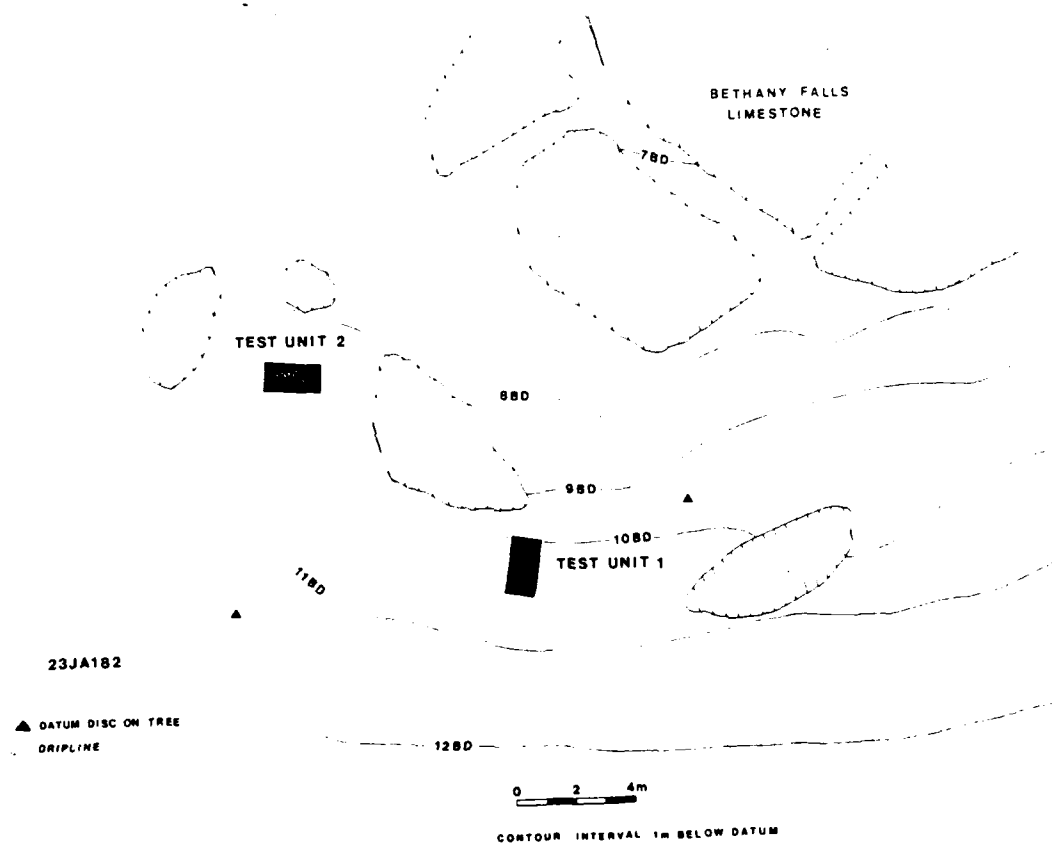 BETHANY FALLS
LIMESTONE
7BD
TEST UNIT 2
8BD
9BD
10BD
TEST UNIT 1
11BD
23JA182
DATUM DISC ON TREE
DRIPLINE
12BD
0 2 4m
CONTOUR INTERVAL 1m BELOW DATUM